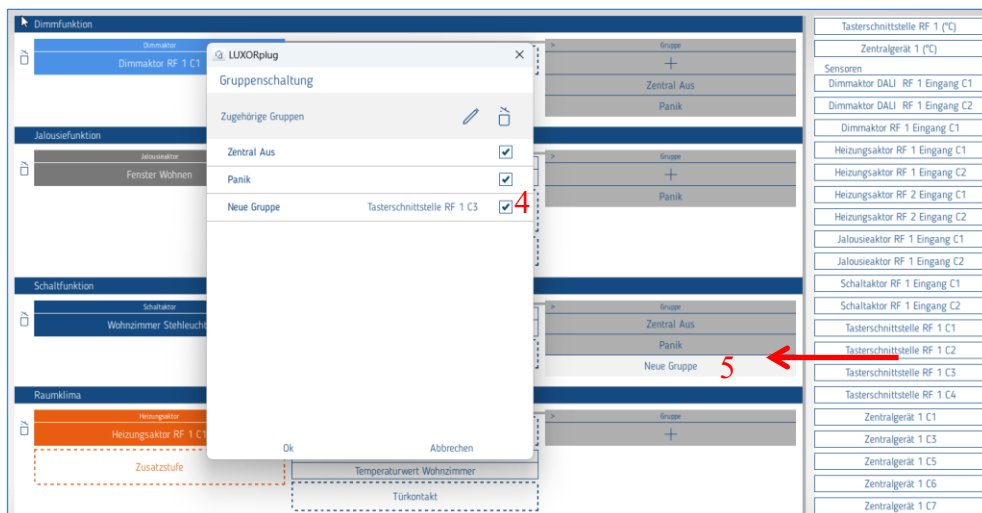 Dimmfunktion
Dimmaktor
Dimmaktor RF 1 C1
>
Gruppe
+
Zentral Aus
Panik
Jalousiefunktion
Jalousieaktor
Fenster Wohnen
>
Gruppe
+
Panik
Schaltfunktion
Schaltaktor
Wohnzimmer Stehleucht
>
Gruppe
Zentral Aus
Panik
Neue Gruppe
5
Raumklima
Heizungsaktor
Heizungsaktor RF 1 C1
Zusatzstufe
Temperaturwert Wohnzimmer
Türkontakt
>
Gruppe
+
LUXORplug
Gruppenschaltung
Zugehörige Gruppen
Zentral Aus
Panik
Neue Gruppe Tasterschnittstelle RF 1 C3 4
Ok Abbrechen
Tasterschnittstelle RF 1 (°C)
Zentralgerät 1 (°C)
Sensoren
Dimmaktor DALI RF 1 Eingang C1
Dimmaktor DALI RF 1 Eingang C2
Dimmaktor RF 1 Eingang C1
Heizungsaktor RF 1 Eingang C1
Heizungsaktor RF 1 Eingang C2
Heizungsaktor RF 2 Eingang C1
Heizungsaktor RF 2 Eingang C2
Jalousieaktor RF 1 Eingang C1
Jalousieaktor RF 1 Eingang C2
Schaltaktor RF 1 Eingang C1
Schaltaktor RF 1 Eingang C2
Tasterschnittstelle RF 1 C1
Tasterschnittstelle RF 1 C2
Tasterschnittstelle RF 1 C3
Tasterschnittstelle RF 1 C4
Zentralgerät 1 C1
Zentralgerät 1 C3
Zentralgerät 1 C5
Zentralgerät 1 C6
Zentralgerät 1 C7